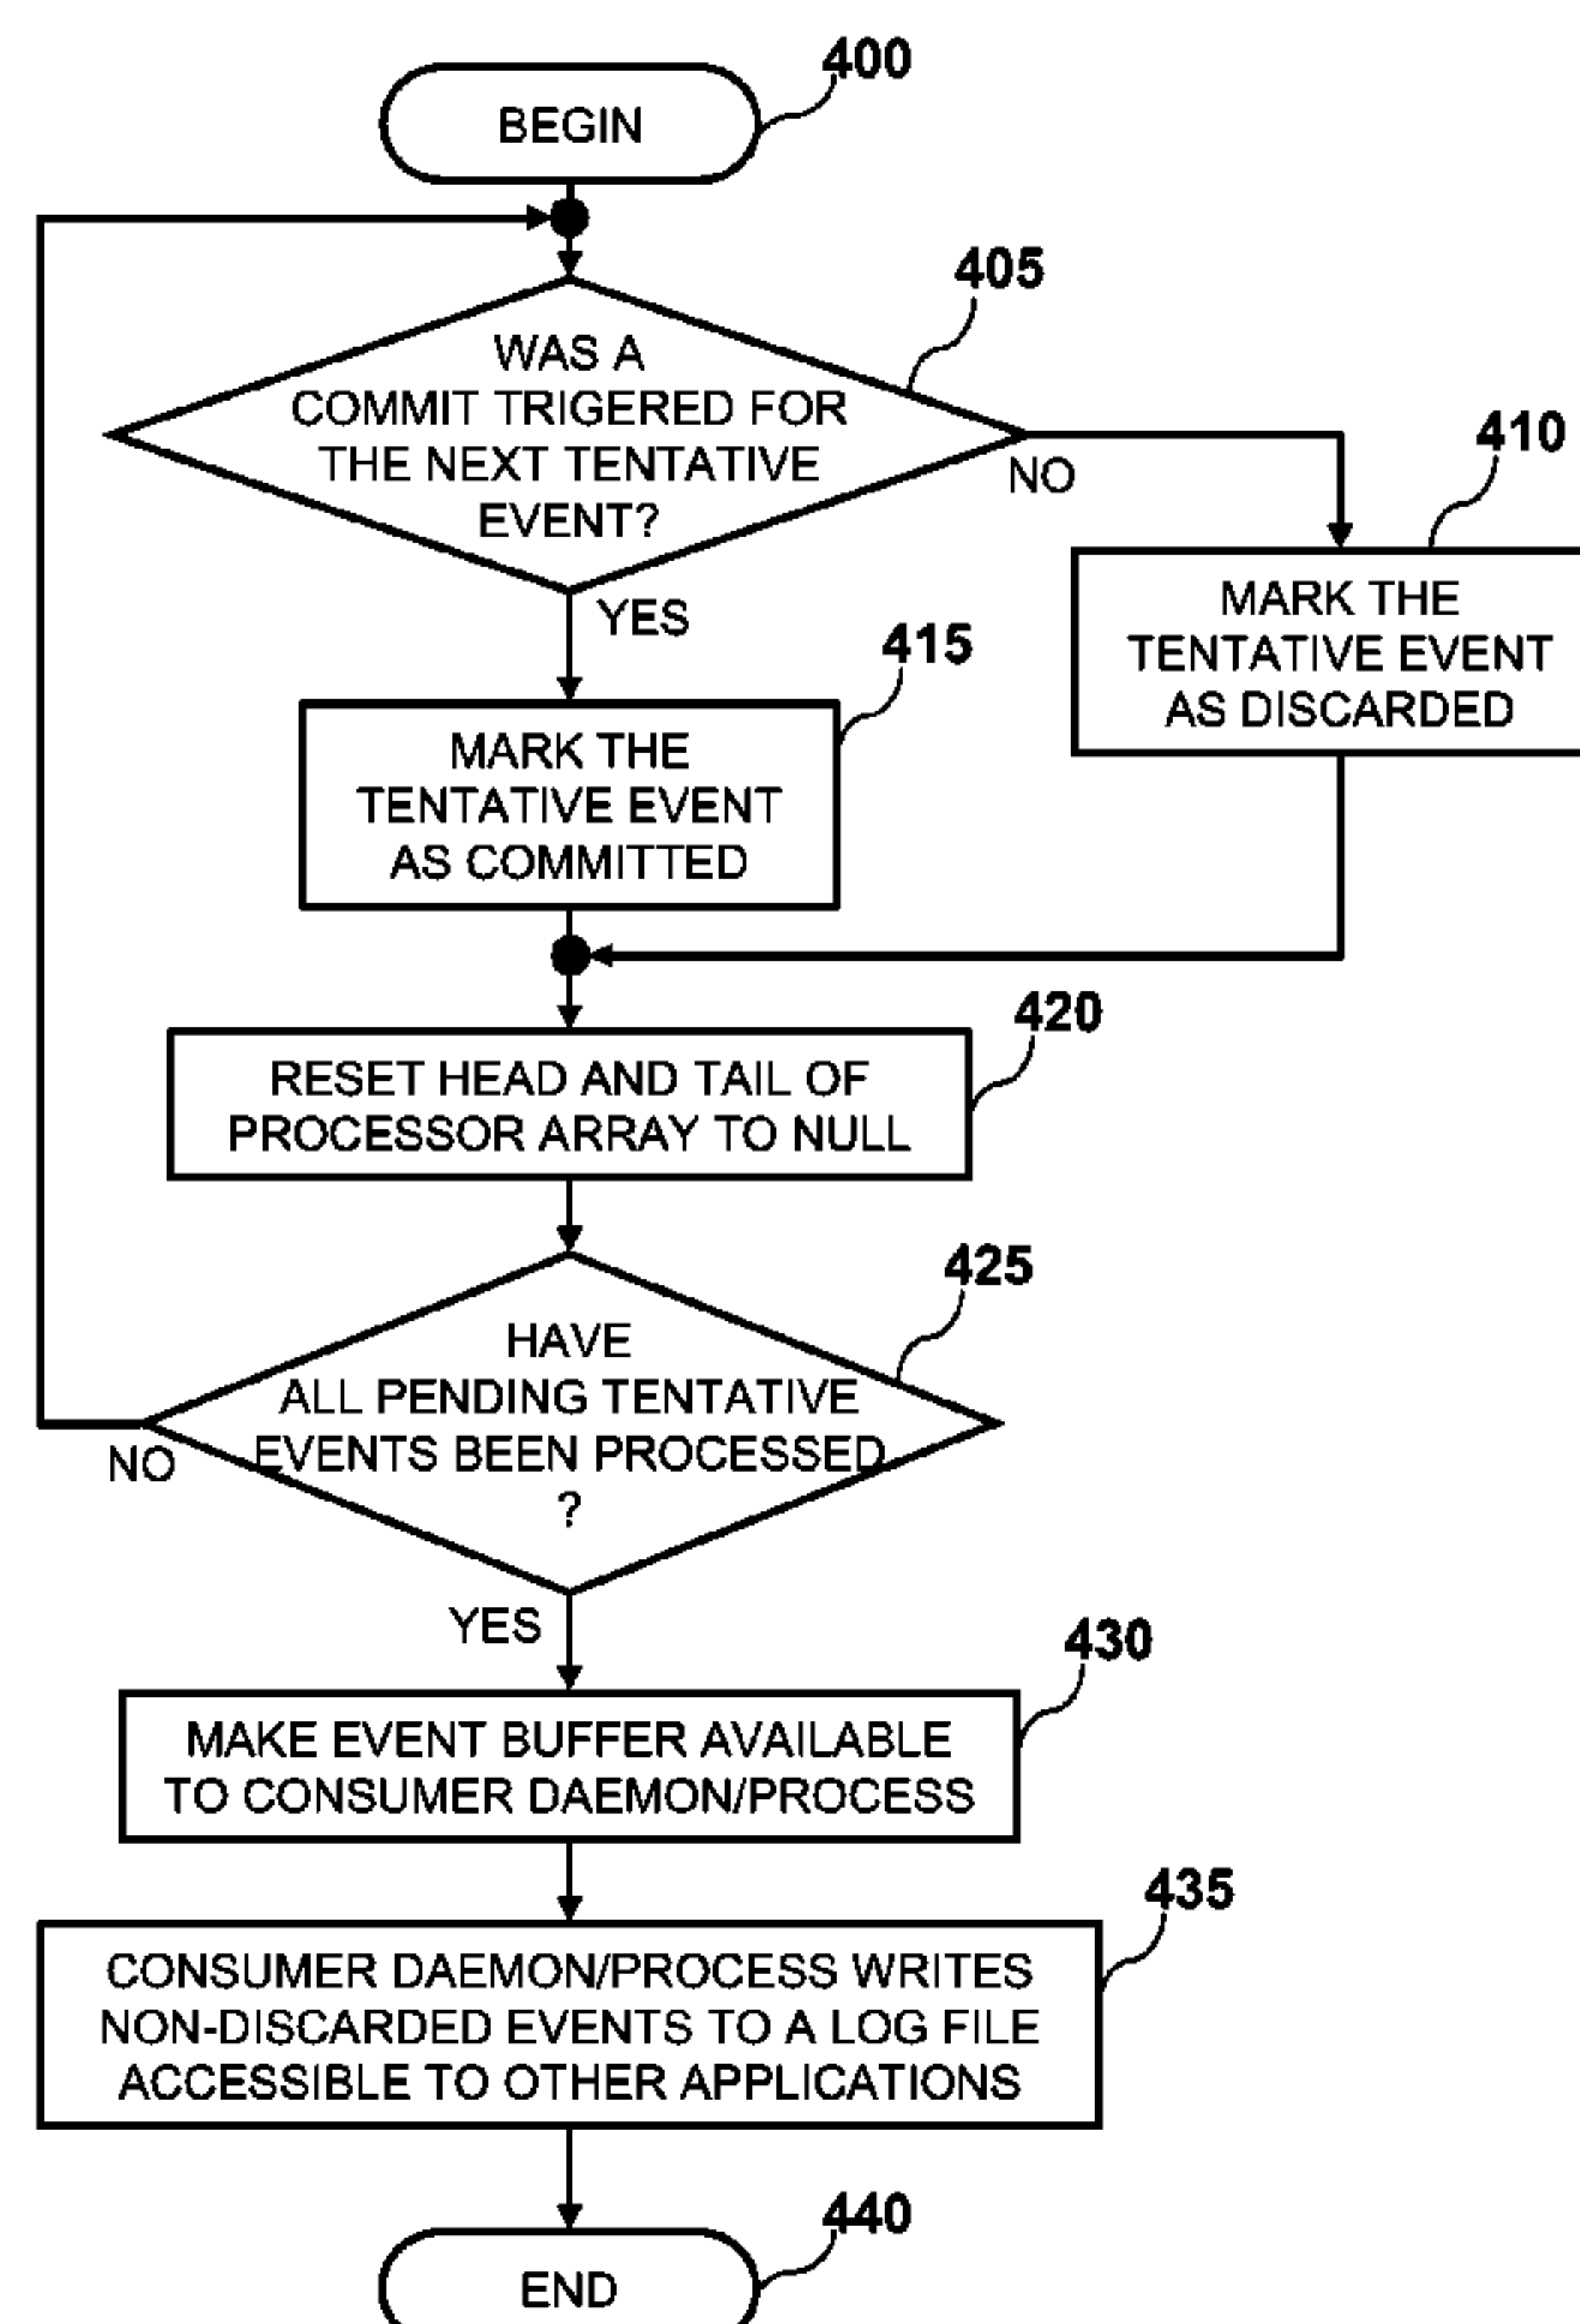 400
BEGIN
405
WAS A
COMMIT TRIGERED FOR
THE NEXT TENTATIVE
EVENT?
NO
410
MARK THE
TENTATIVE EVENT
AS DISCARDED
YES
415
MARK THE
TENTATIVE EVENT
AS COMMITTED
420
RESET HEAD AND TAIL OF
PROCESSOR ARRAY TO NULL
425
HAVE
ALL PENDING TENTATIVE
EVENTS BEEN PROCESSED
?
NO
YES
430
MAKE EVENT BUFFER AVAILABLE
TO CONSUMER DAEMON/PROCESS
435
CONSUMER DAEMON/PROCESS WRITES
NON-DISCARDED EVENTS TO A LOG FILE
ACCESSIBLE TO OTHER APPLICATIONS
440
END